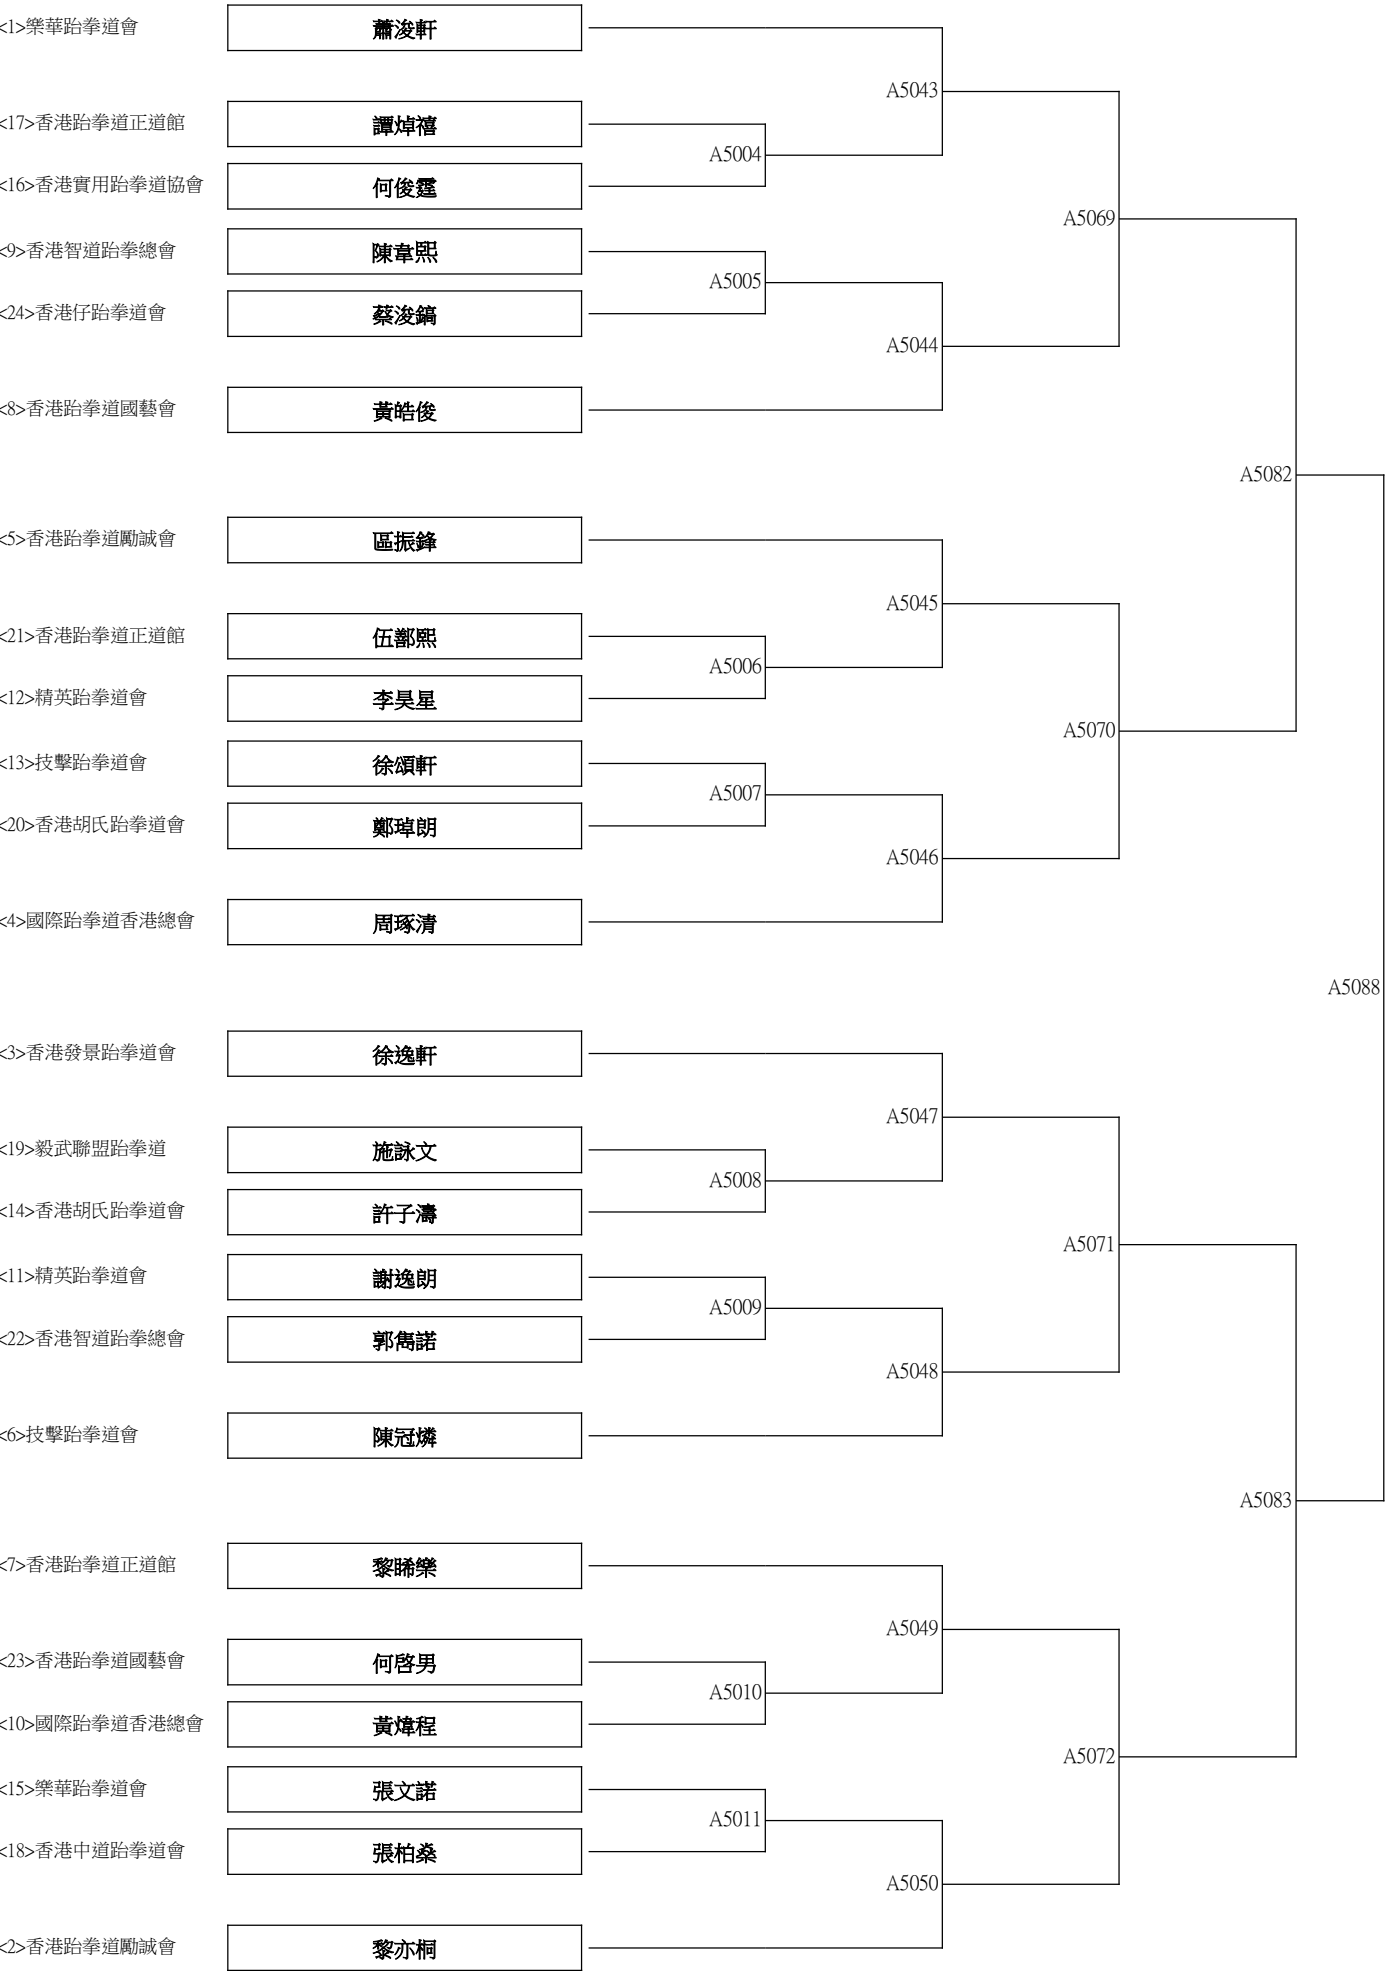 <1>樂華跆拳道會 蕭浚軒
A5043
<17>香港跆拳道正道館 譚焯禧
A5004
<16>香港實用跆拳道協會 何俊霆
A5069
<9>香港智道跆拳總會 陳韋熙
A5005
<24>香港仔跆拳道會 蔡浚鎬
A5044
<8>香港跆拳道國藝會 黃皓俊
A5082
<5>香港跆拳道勵誠會 區振鋒
A5045
<21>香港跆拳道正道館 伍鄯熙
A5006
<12>精英跆拳道會 李昊星
A5070
<13>技擊跆拳道會 徐頌軒
A5007
<20>香港胡氏跆拳道會 鄭琸朗
A5046
<4>國際跆拳道香港總會 周琢清
A5088
<3>香港發景跆拳道會 徐逸軒
A5047
<19>毅武聯盟跆拳道 施詠文
A5008
<14>香港胡氏跆拳道會 許子濤
A5071
<11>精英跆拳道會 謝逸朗
A5009
<22>香港智道跆拳總會 郭雋諾
A5048
<6>技擊跆拳道會 陳冠燐
A5083
<7>香港跆拳道正道館 黎晞樂
A5049
<23>香港跆拳道國藝會 何啓男
A5010
<10>國際跆拳道香港總會 黃煒程
A5072
<15>樂華跆拳道會 張文諾
A5011
<18>香港中道跆拳道會 張柏燊
A5050
<2>香港跆拳道勵誠會 黎亦桐